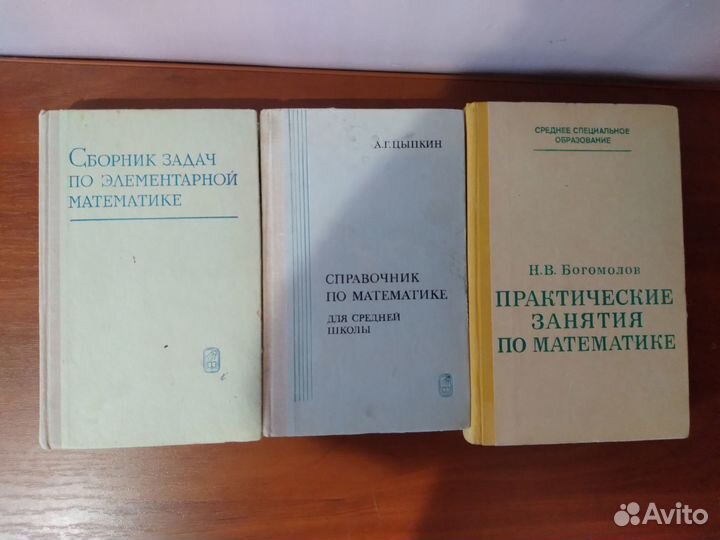 Сборник задач
по элементарной
математике
А.Г.ЦЫПКИН
СПРАВОЧНИК
ПО МАТЕМАТИКЕ
ДЛЯ СРЕДНЕЙ
ШКОЛЫ
СРЕДНЕЕ СПЕЦИАЛЬНОЕ
ОБРАЗОВАНИЕ
Н.В. Богомолов
ПРАКТИЧЕСКИЕ
ЗАНЯТИЯ
ПО МАТЕМАТИКЕ
Avito